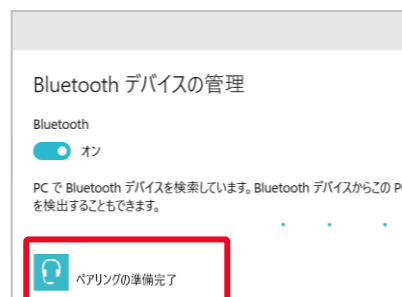 Bluetooth デバイスの管理
Bluetooth
オン
PC で Bluetooth デバイスを検索しています。Bluetooth デバイスからこの
を検出することもできます。
ペアリングの準備完了